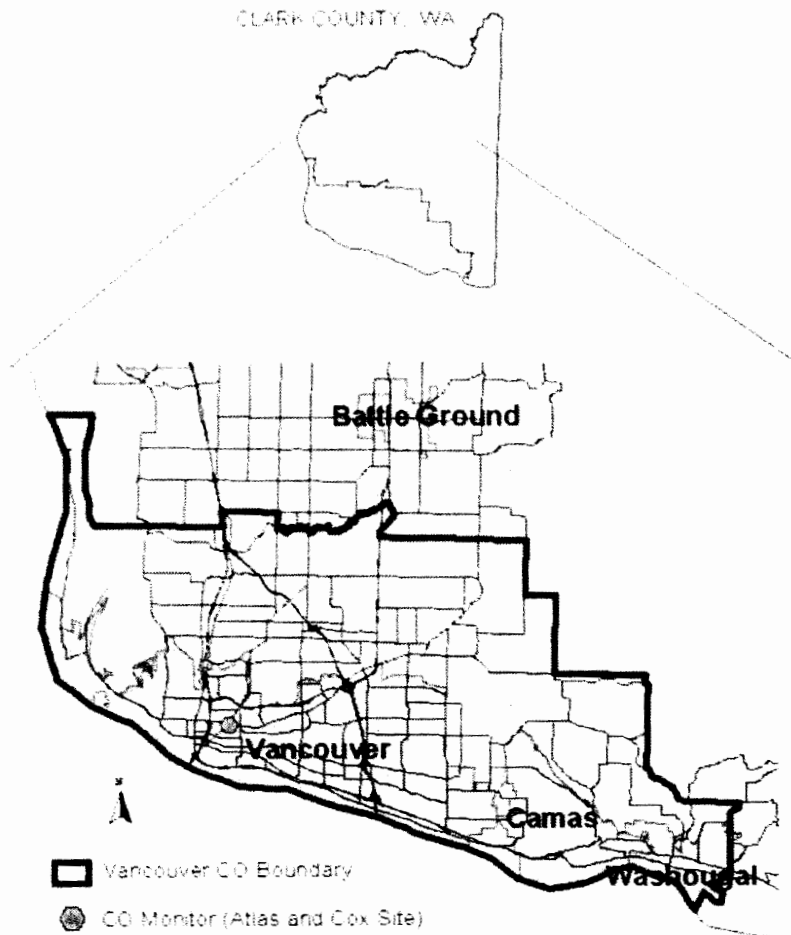 CLARK COUNTY, WA
Battle Ground
Vancouver
Camas
Washougal
Vancouver CO Boundary
CO Monitor (Atlas and Cox Site)